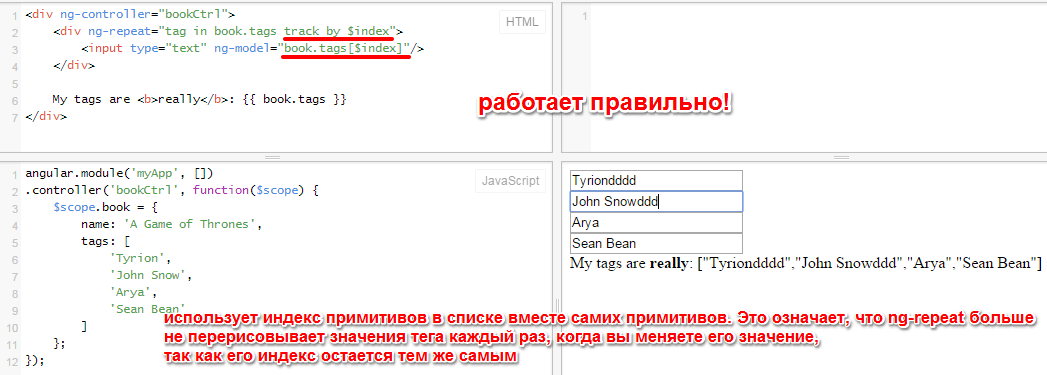 1 <div ng-controller="bookCtrl">
2 <div ng-repeat="tag in book.tags track by $index">
3 <input type="text" ng-model="book.tags[$index]"/>
4 </div>
5
6 My tags are <b>really</b>: {{ book.tags }}
7 </div>
HTML
1
работает правильно!
1 angular.module('myApp', [])
2 .controller('bookCtrl', function($scope) {
3 $scope.book = {
4 name: 'A Game of Thrones',
5 tags: [
6 'Tyrion',
7 'John Snow',
8 'Arya',
9 'Sean Bean'
10 ]
11 };
12 });
JavaScript
Tyriondddd
John Snowddd
Arya
Sean Bean
My tags are really: ["Tyriondddd","John Snowddd","Arya","Sean Bean"]
использует индекс примитивов в списке вместо самих примитивов. Это означает, что ng-repeat больше
не перерисовывает значения тега каждый раз, когда вы меняете его значение,
так как его индекс остается тем же самым